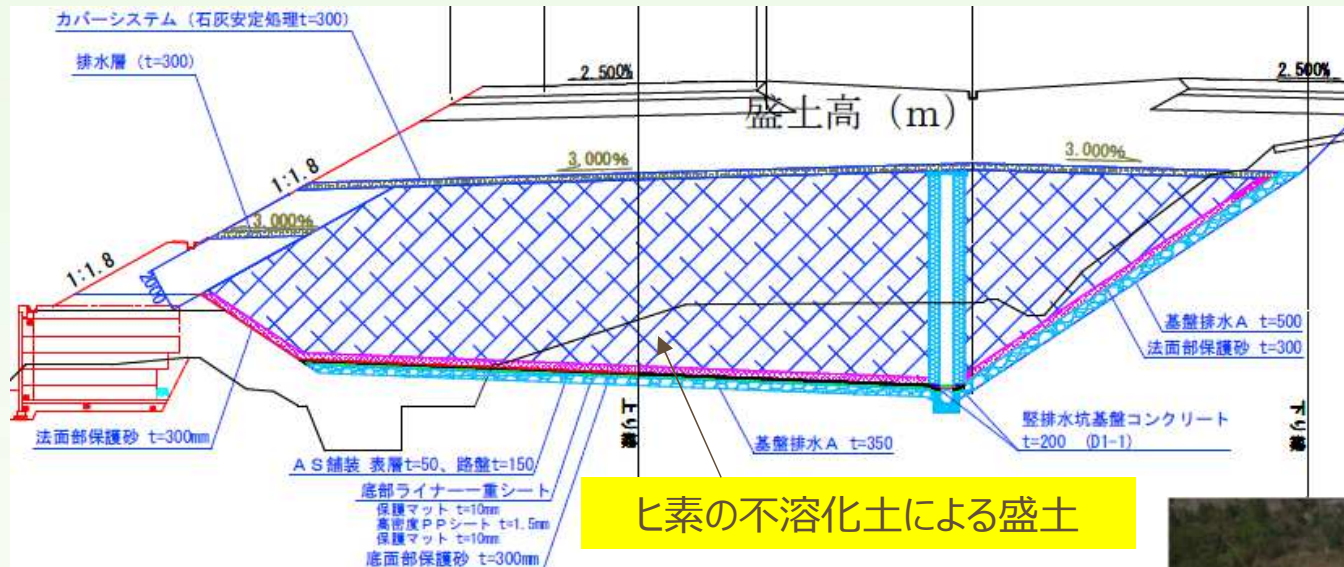 カバーシステム（石灰安定処理t=300）
排水層（t=300）
2.500%
2.500%
盛土高（m）
3.000%
3.000%
1:1.8
3.000%
1:1.8
2000
基盤排水A t=500
法面部保護砂 t=300
法面部保護砂 t=300mm
上り線
下り線
竪排水坑基盤コンクリート
t=200 (D1-1)
基盤排水A t=350
AS舗装 表層t=50、路盤t=150
底部ライナー一重シート
保護マット t=10mm
高密度PPシート t=1.5mm
保護マット t=10mm
底面部保護砂 t=300mm
ヒ素の不溶化土による盛土